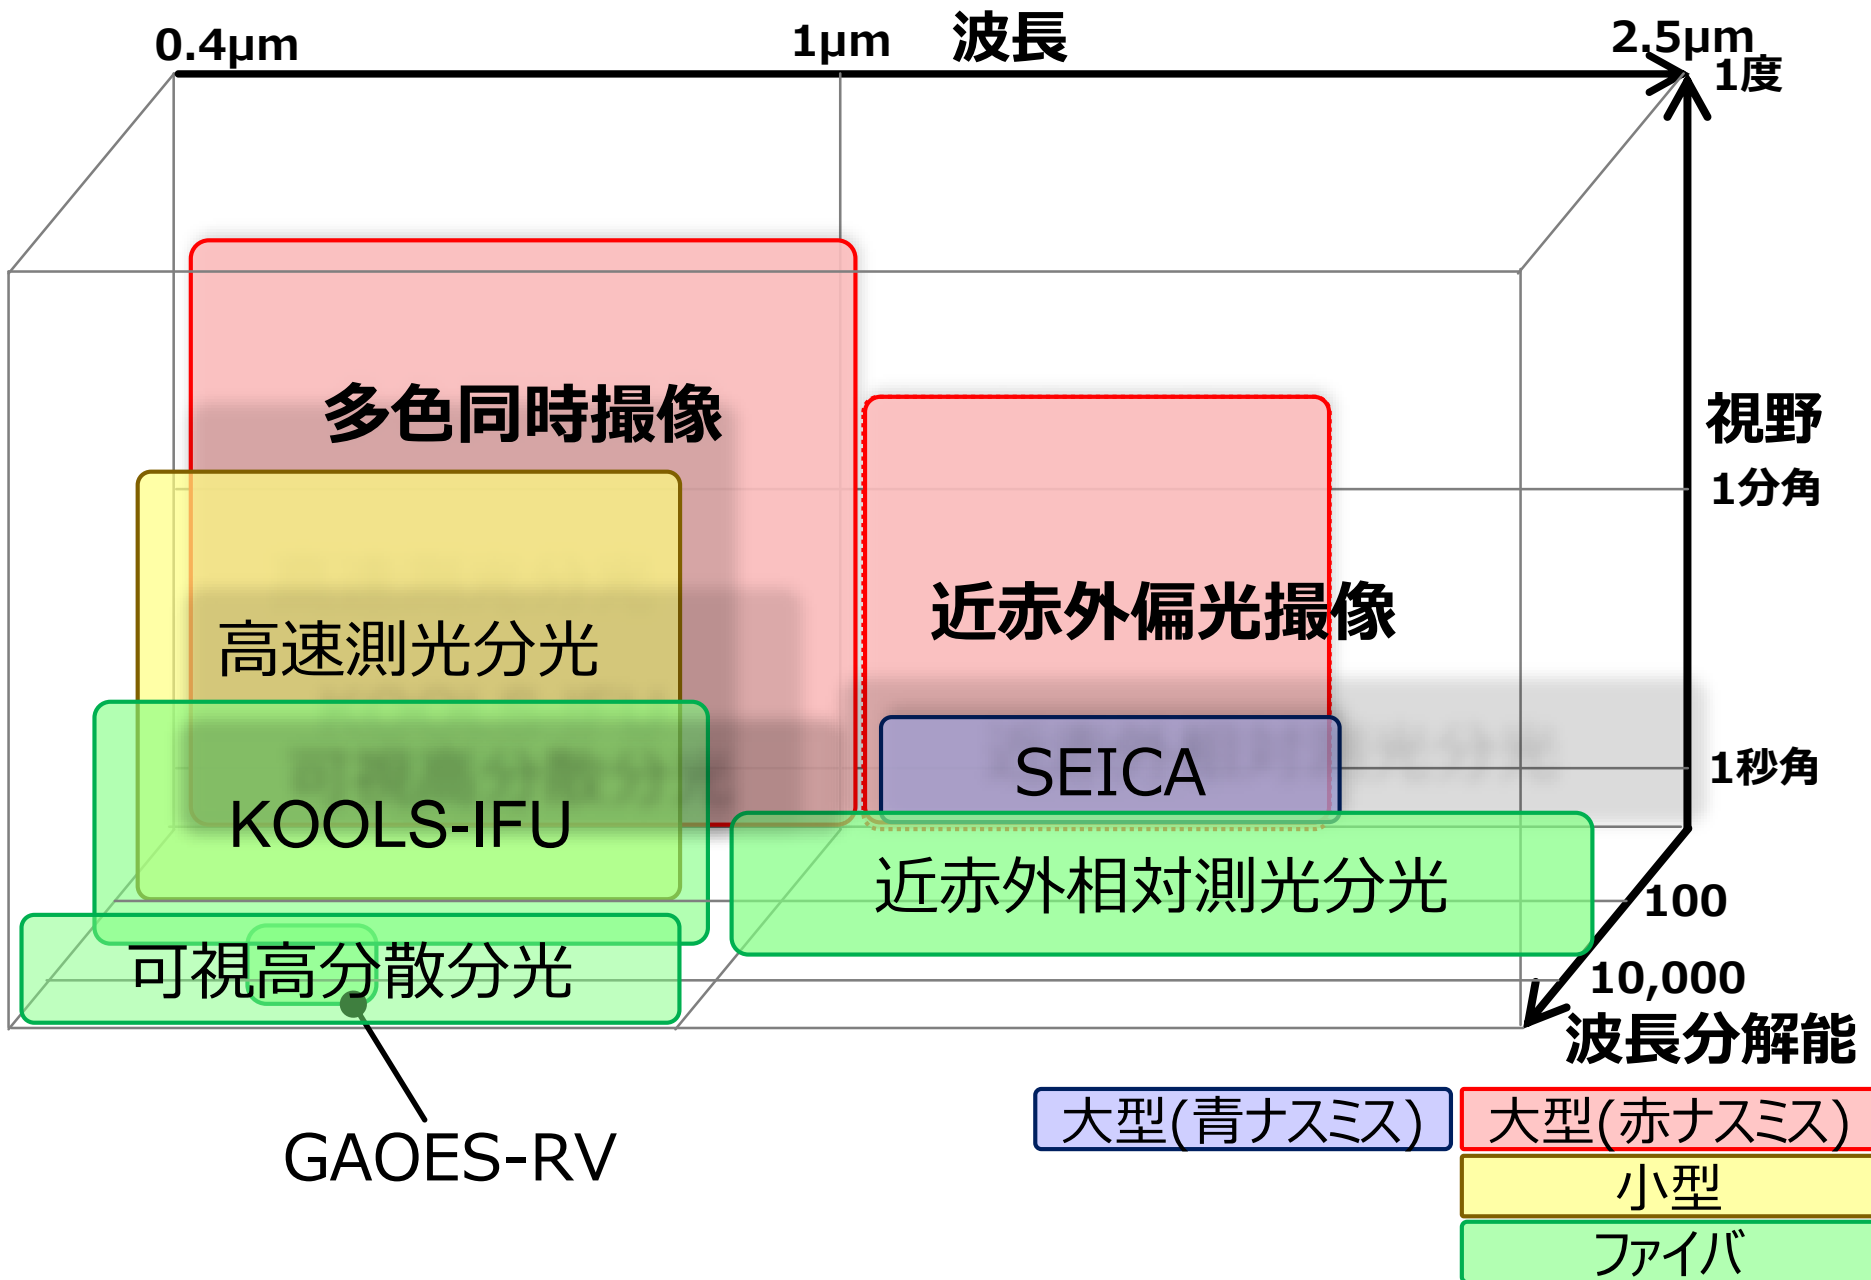 0.4μm
1μm
波長
2.5μm
1度
多色同時撮像
視野
1分角
近赤外偏光撮像
高速測光分光
SEICA
1秒角
KOOLS-IFU
近赤外相対測光分光
100
可視高分散分光
10,000
波長分解能
GAOES-RV
大型(青ナスミス)
大型(赤ナスミス)
小型
ファイバ